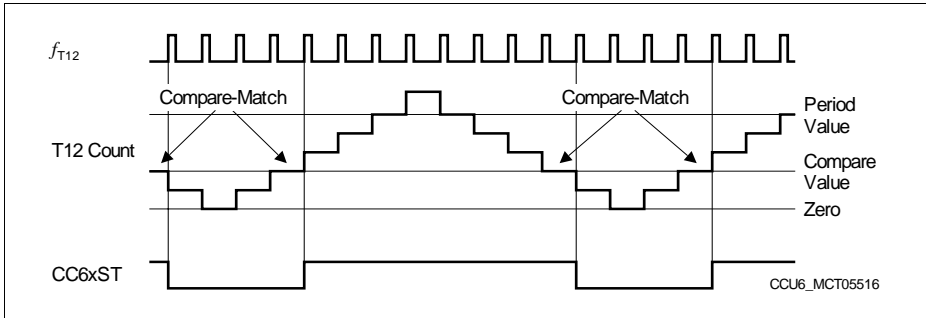 fT12
Compare-Match
Compare-Match
Period
Value
T12 Count
Compare
Value
Zero
CC6xST
CCU6_MCT05516